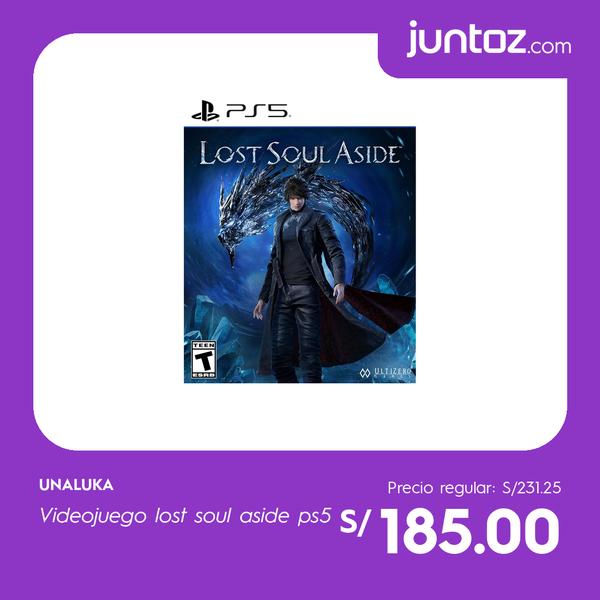 juntoz.com
PS5
LOST SOUL ASIDE
TEEN
T
ESRB
ULTIZERO
GAMES
UNALUKA
Precio regular: S/231.25
Videojuego lost soul aside ps5
S/185.00